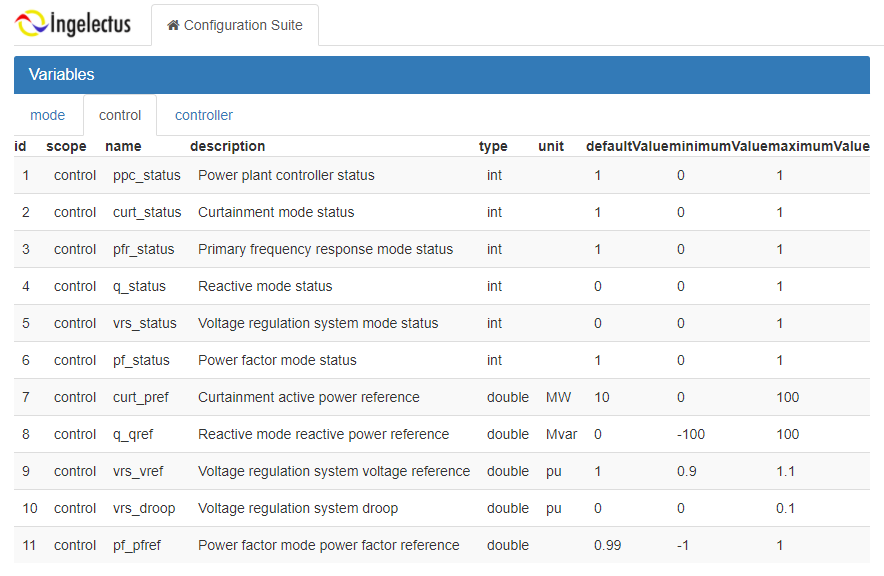 ingelectus Configuration Suite
Variables
mode control controller
id scope name description type unit defaultValue minimumValue maximumValue
1 control ppc_status Power plant controller status int 1 0 1
2 control curt_status Curtainment mode status int 1 0 1
3 control pfr_status Primary frequency response mode status int 1 0 1
4 control q_status Reactive mode status int 0 0 1
5 control vrs_status Voltage regulation system mode status int 0 0 1
6 control pf_status Power factor mode status int 1 0 1
7 control curt_pref Curtainment active power reference double MW 10 0 100
8 control q_qref Reactive mode reactive power reference double Mvar 0 -100 100
9 control vrs_vref Voltage regulation system voltage reference double pu 1 0.9 1.1
10 control vrs_droop Voltage regulation system droop double pu 0 0 0.1
11 control pf_pfref Power factor mode power factor reference double 0.99 -1 1